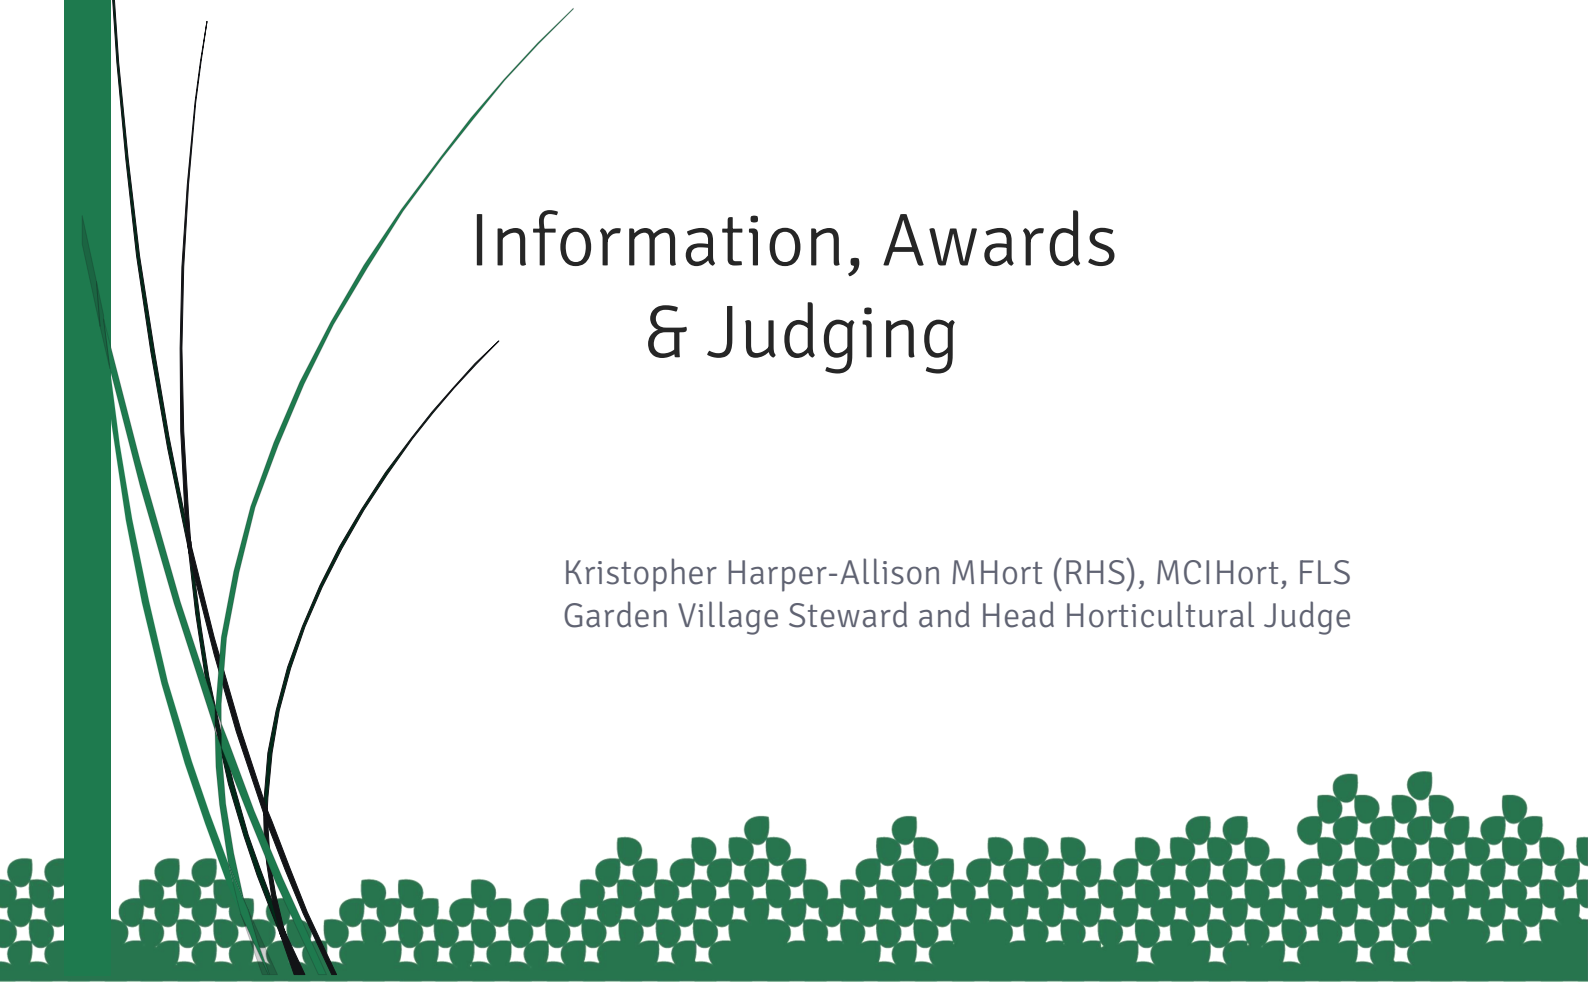 Information, Awards
& Judging
Kristopher Harper-Allison MHort (RHS), MCIHort, FLS
Garden Village Steward and Head Horticultural Judge